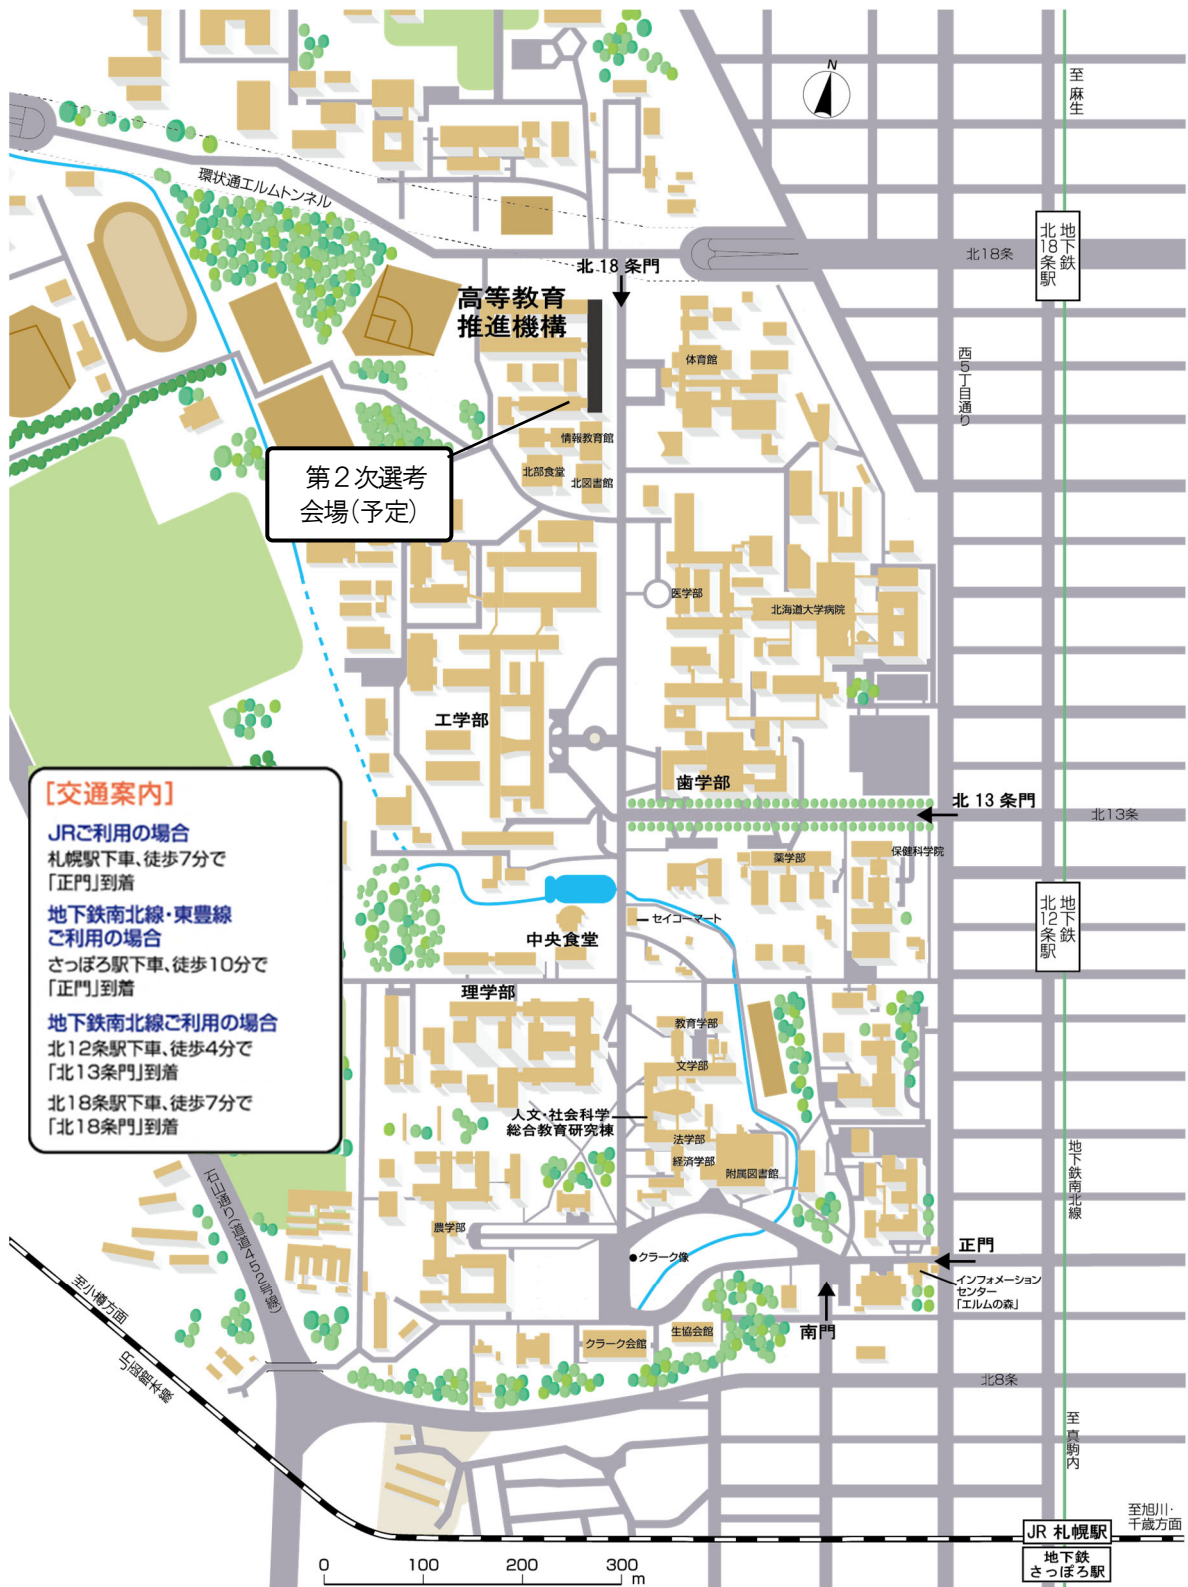 N
至 麻生
環状通エルムトンネル
北18条
地下鉄
北18条駅
北 18 条門
高等教育
推進機構
体育館
西5丁目通り
情報教育館
第2次選考
会場(予定)
北部食堂
北図書館
医学部
北海道大学病院
工学部
歯学部
[交通案内]
JRご利用の場合
札幌駅下車、徒歩7分で
「正門」到着
地下鉄南北線・東豊線
ご利用の場合
さっぽろ駅下車、徒歩10分で
「正門」到着
地下鉄南北線ご利用の場合
北12条駅下車、徒歩4分で
「北13条門」到着
北18条駅下車、徒歩7分で
「北18条門」到着
北 13 条門
北13条
薬学部
保健科学院
地下鉄
北12条駅
セイコーマート
中央食堂
理学部
教育学部
文学部
人文・社会科学
総合教育研究棟
法学部
経済学部
附属図書館
地下鉄南北線
石山通り(道道452号線)
農学部
クラーク像
正門
インフォメーション
センター
「エルムの森」
南門
至小樽方面
JR函館本線
クラーク会館
生協会館
北8条
至 真駒内
至旭川・
千歳方面
JR 札幌駅
地下鉄
さっぽろ駅
0 100 200 300
m